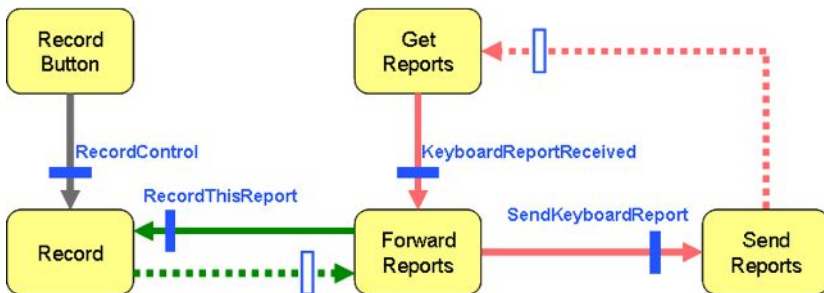 Record
Button
Get
Reports
RecordControl
KeyboardReportReceived
RecordThisReport
SendKeyboardReport
Record
Forward
Reports
Send
Reports